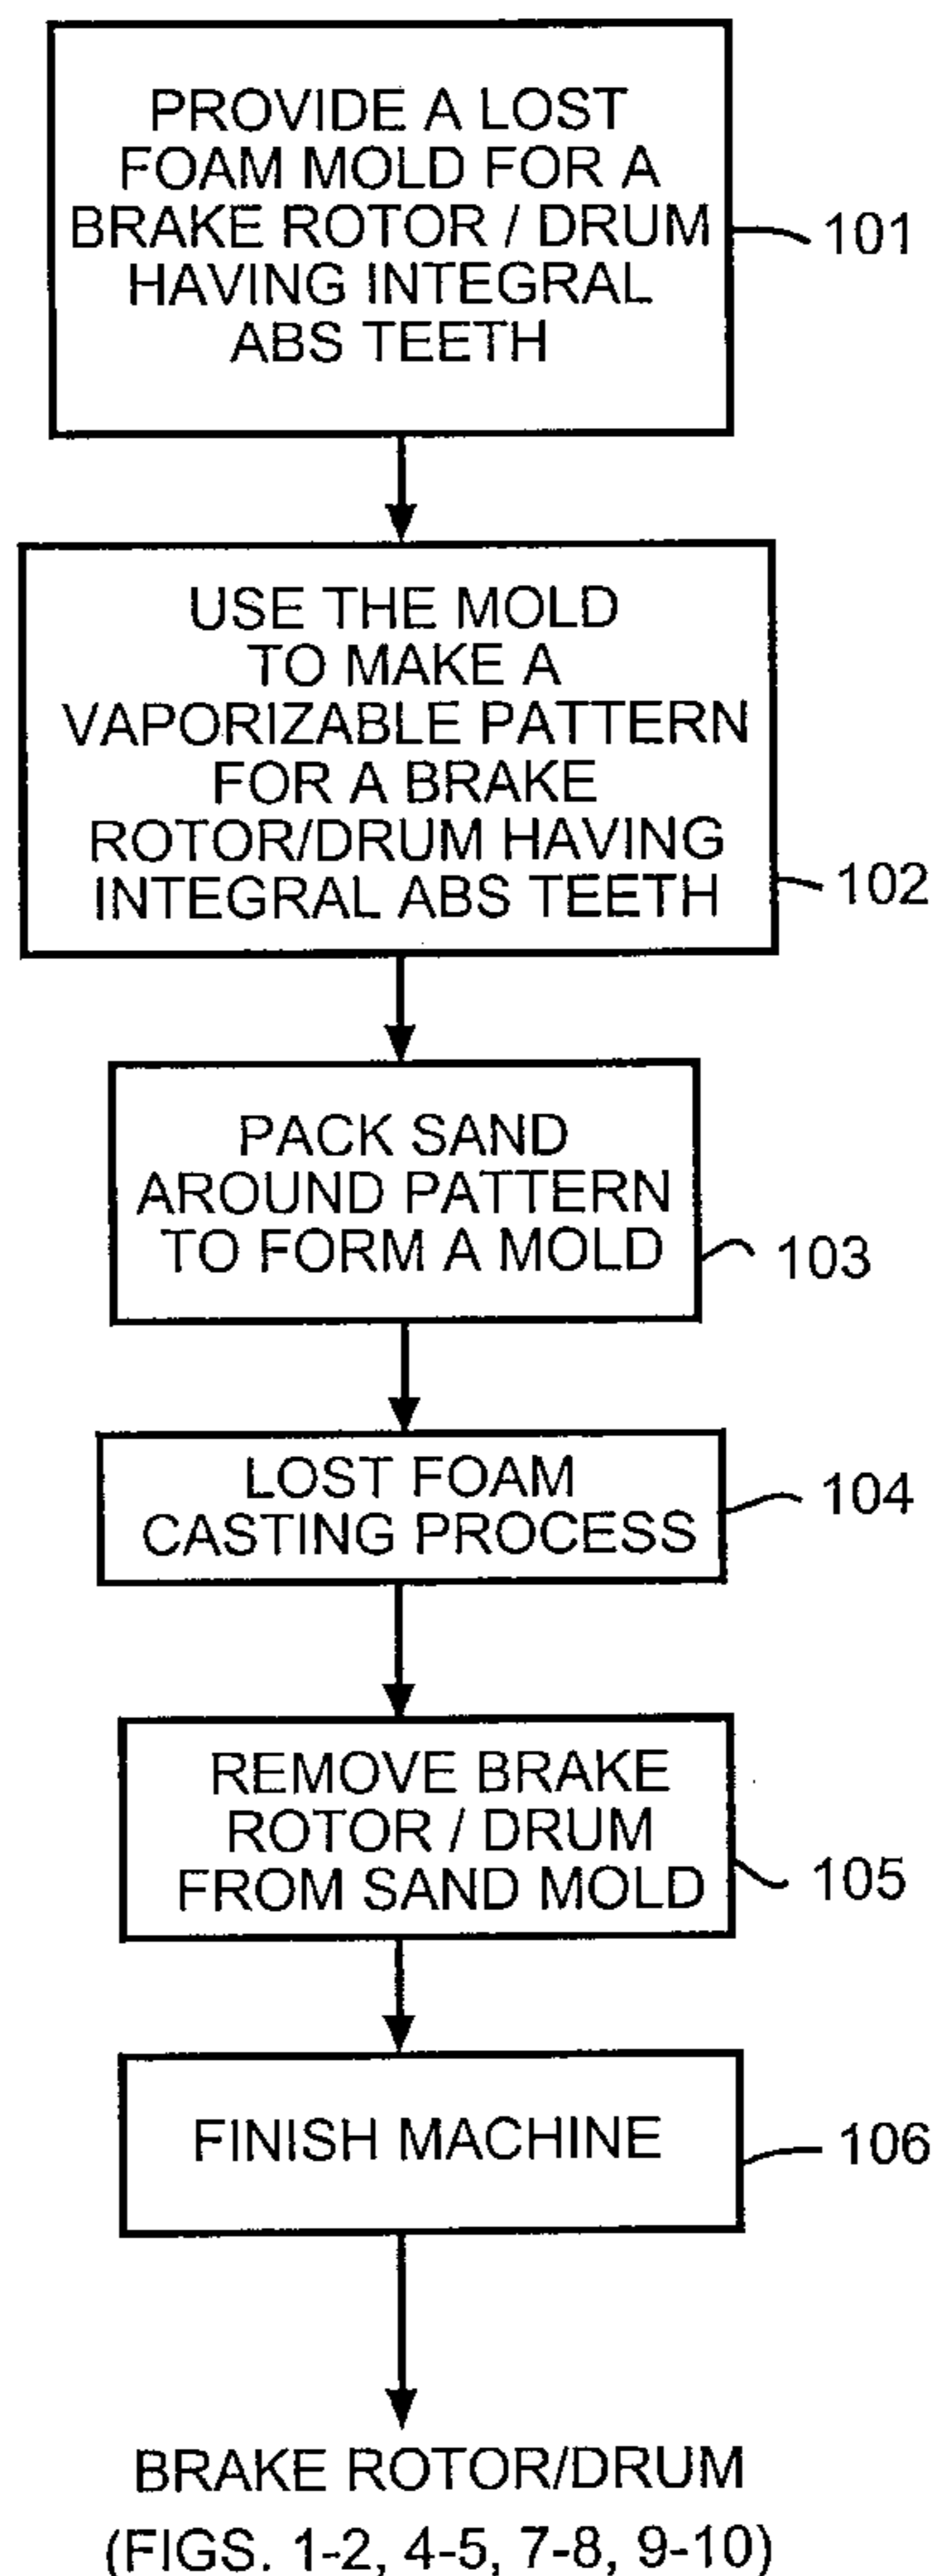 PROVIDE A LOST
FOAM MOLD FOR A
BRAKE ROTOR / DRUM
HAVING INTEGRAL
ABS TEETH
101
USE THE MOLD
TO MAKE A
VAPORIZABLE PATTERN
FOR A BRAKE
ROTOR/DRUM HAVING
INTEGRAL ABS TEETH
102
PACK SAND
AROUND PATTERN
TO FORM A MOLD
103
LOST FOAM
CASTING PROCESS
104
REMOVE BRAKE
ROTOR / DRUM
FROM SAND MOLD
105
FINISH MACHINE
106
BRAKE ROTOR/DRUM
(FIGS. 1-2, 4-5, 7-8, 9-10)